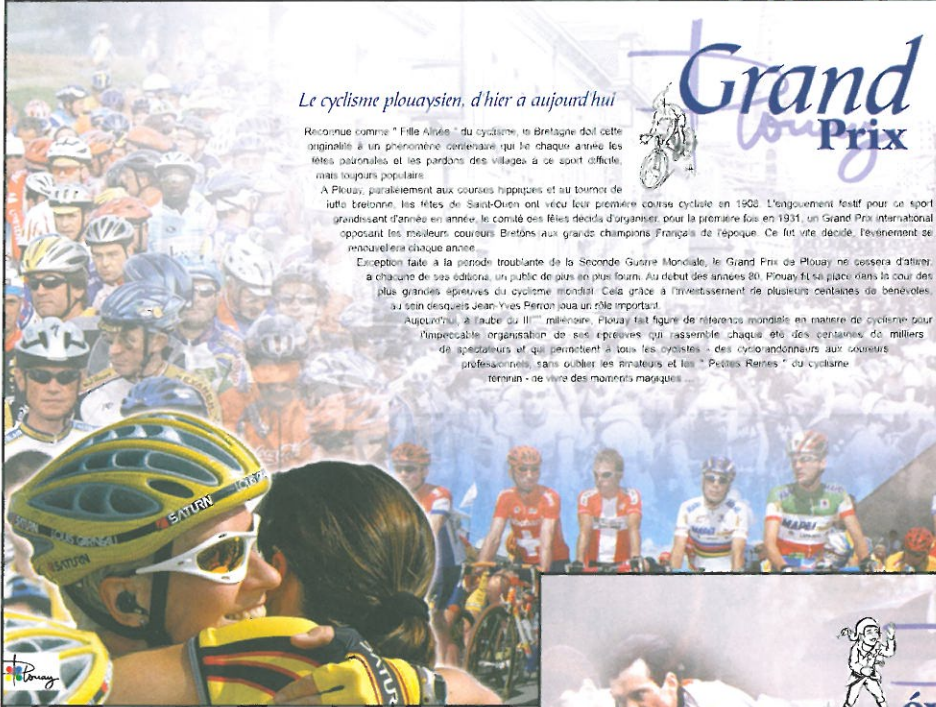 Grand
Prix
Plouay
Le cyclisme plouaysien, d'hier a aujourd'hui
Reconnue comme " Fille Aînée " du cyclisme, la Bretagne doit cette
originalité à un phénomène centenaire qui lie chaque année les
fêtes patronales et les pardons des villages à ce sport difficile,
mais toujours populaire
A Plouay, parallèlement aux courses hippiques et au tournoi de
lutte bretonne, les fêtes de Saint-Ouen ont vécu leur première course cycliste en 1908. L'engouement festif pour ce sport
grandissant d'année en année, le comité des fêtes décida d'organiser, pour la première fois en 1931, un Grand Prix international
opposant les meilleurs coureurs Bretons aux grands champions Français de l'époque. Ce fut vite décidé, l'évènement se
renouvellera chaque année.
Exception faite à la période troublante de la Seconde Guerre Mondiale, le Grand Prix de Plouay ne cessera d'attirer,
à chacune de ses éditions, un public de plus en plus fourni. Au début des années 80, Plouay fit sa place dans la cour des
plus grandes épreuves du cyclisme mondial. Cela grâce à l'investissement de plusieurs centaines de bénévoles,
au sein desquels Jean-Yves Perron joua un rôle important.
Aujourd'hui, à l'aube du III millénaire, Plouay fait figure de référence mondiale en matière de cyclisme pour
l'impeccable organisation de ses épreuves qui rassemble chaque été des centaines de milliers
de spectateurs et qui permettent à tous les cyclistes - des cyclorandonneurs aux coureurs
professionnels, sans oublier les amateurs et les " Petites Reines " du cyclisme
féminin - de vivre des moments magiques ...
SATURN
LOUIS GARNEAU
SATURN
MAPEI
MAPEI
SATUR
Plouay